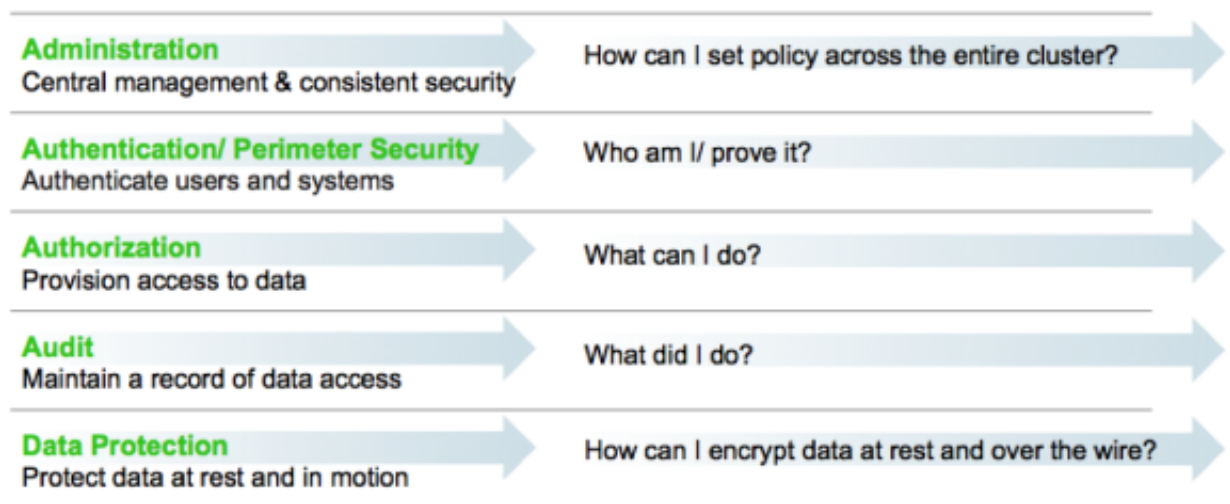 Administration
Central management & consistent security
How can I set policy across the entire cluster?
Authentication/ Perimeter Security
Authenticate users and systems
Who am I/ prove it?
Authorization
Provision access to data
What can I do?
Audit
Maintain a record of data access
What did I do?
Data Protection
Protect data at rest and in motion
How can I encrypt data at rest and over the wire?